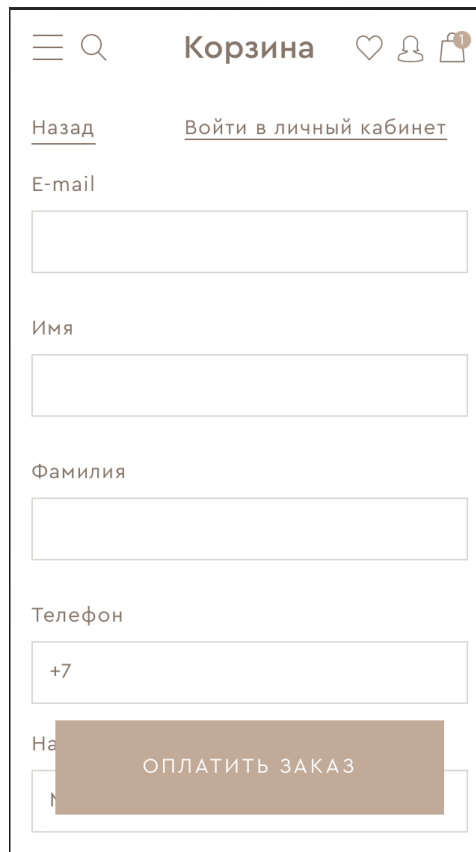 Корзина
1
Назад
Войти в личный кабинет
E-mail
Имя
Фамилия
Телефон
+7
ОПЛАТИТЬ ЗАКАЗ